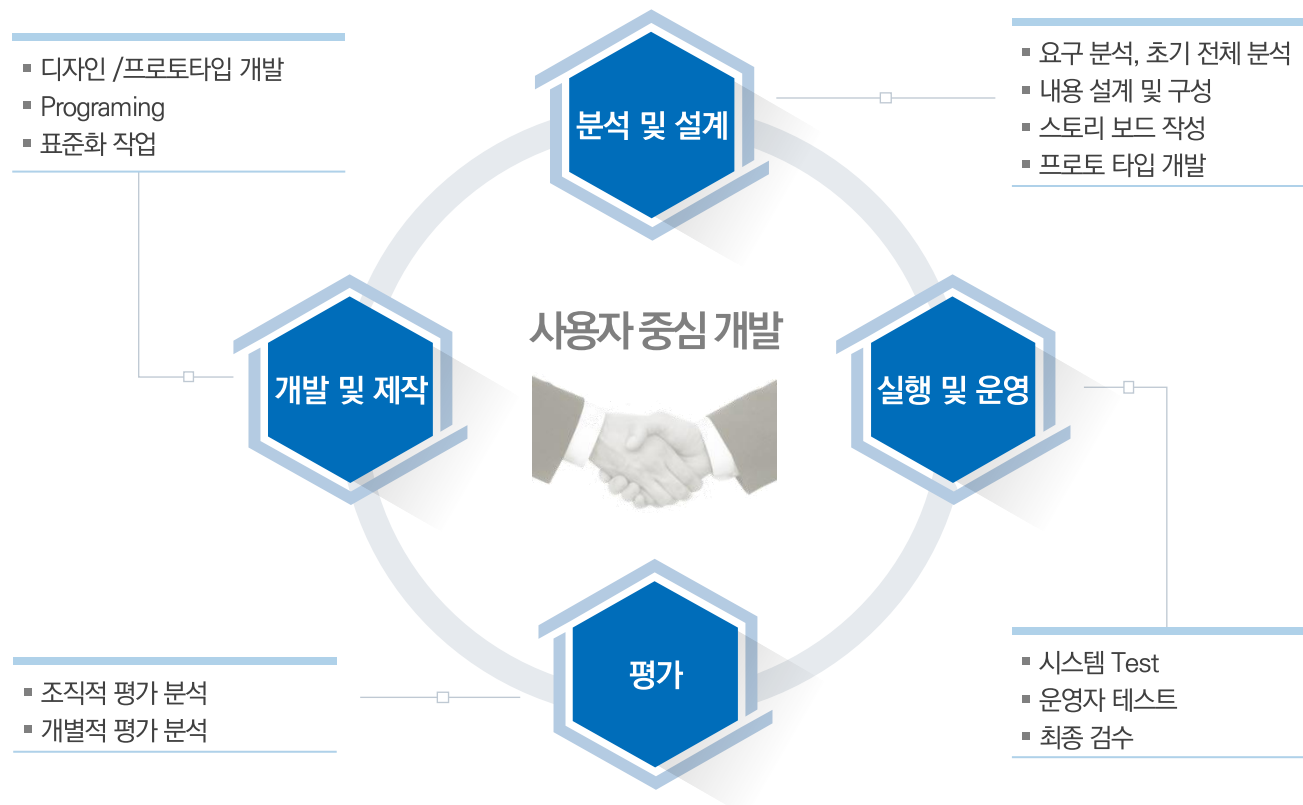 디자인 /프로토타입 개발
Programing
표준화 작업
분석 및 설계
요구 분석, 초기 전체 분석
내용 설계 및 구성
스토리 보드 작성
프로토 타입 개발
사용자 중심 개발
개발 및 제작
실행 및 운영
평가
조직적 평가 분석
개별적 평가 분석
시스템 Test
운영자 테스트
최종 검수